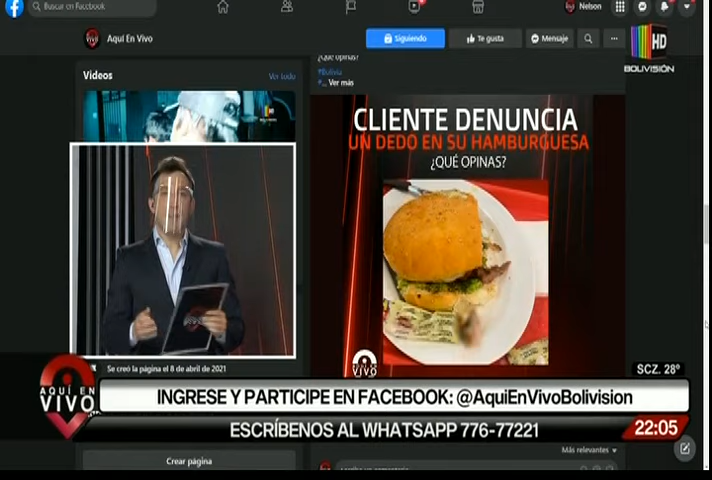 Buscar en Facebook
Nelson
Aquí En Vivo
Siguiendo
Te gusta
Mensaje
HD
BOLIVISIÓN
Videos
Ver todo
¿Qué opinas?
#Bolivia
Ver más
CLIENTE DENUNCIA
UN DEDO EN SU HAMBURGUESA
¿QUÉ OPINAS?
AQUÍ EN
VIVO
Se creó la página el 8 de abril de 2021
SCZ. 28°
AQUÍ EN
VIVO
INGRESE Y PARTICIPE EN FACEBOOK: @AquiEnVivoBolivision
ESCRÍBENOS AL WHATSAPP 776-77221
22:05
Más relevantes
Crear página